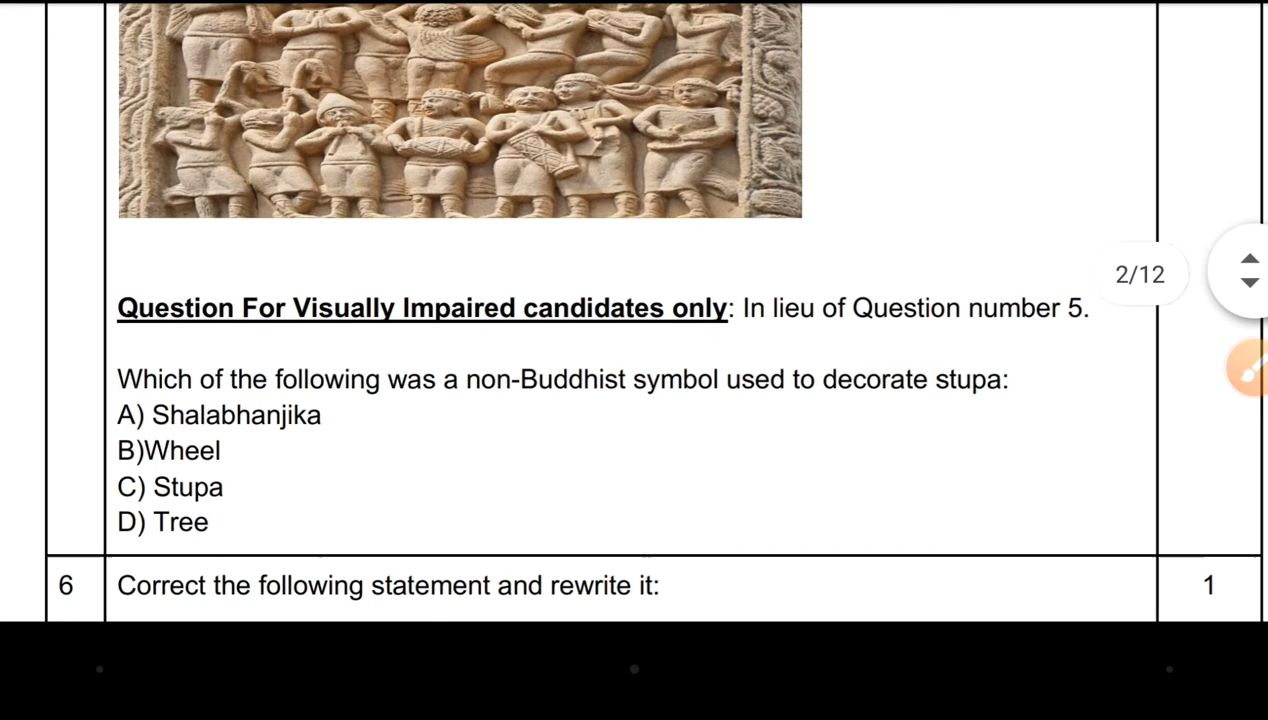 Question For Visually Impaired candidates only: In lieu of Question number 5.
2/12
Which of the following was a non-Buddhist symbol used to decorate stupa:
A) Shalabhanjika
B)Wheel
C) Stupa
D) Tree
6 Correct the following statement and rewrite it: 1